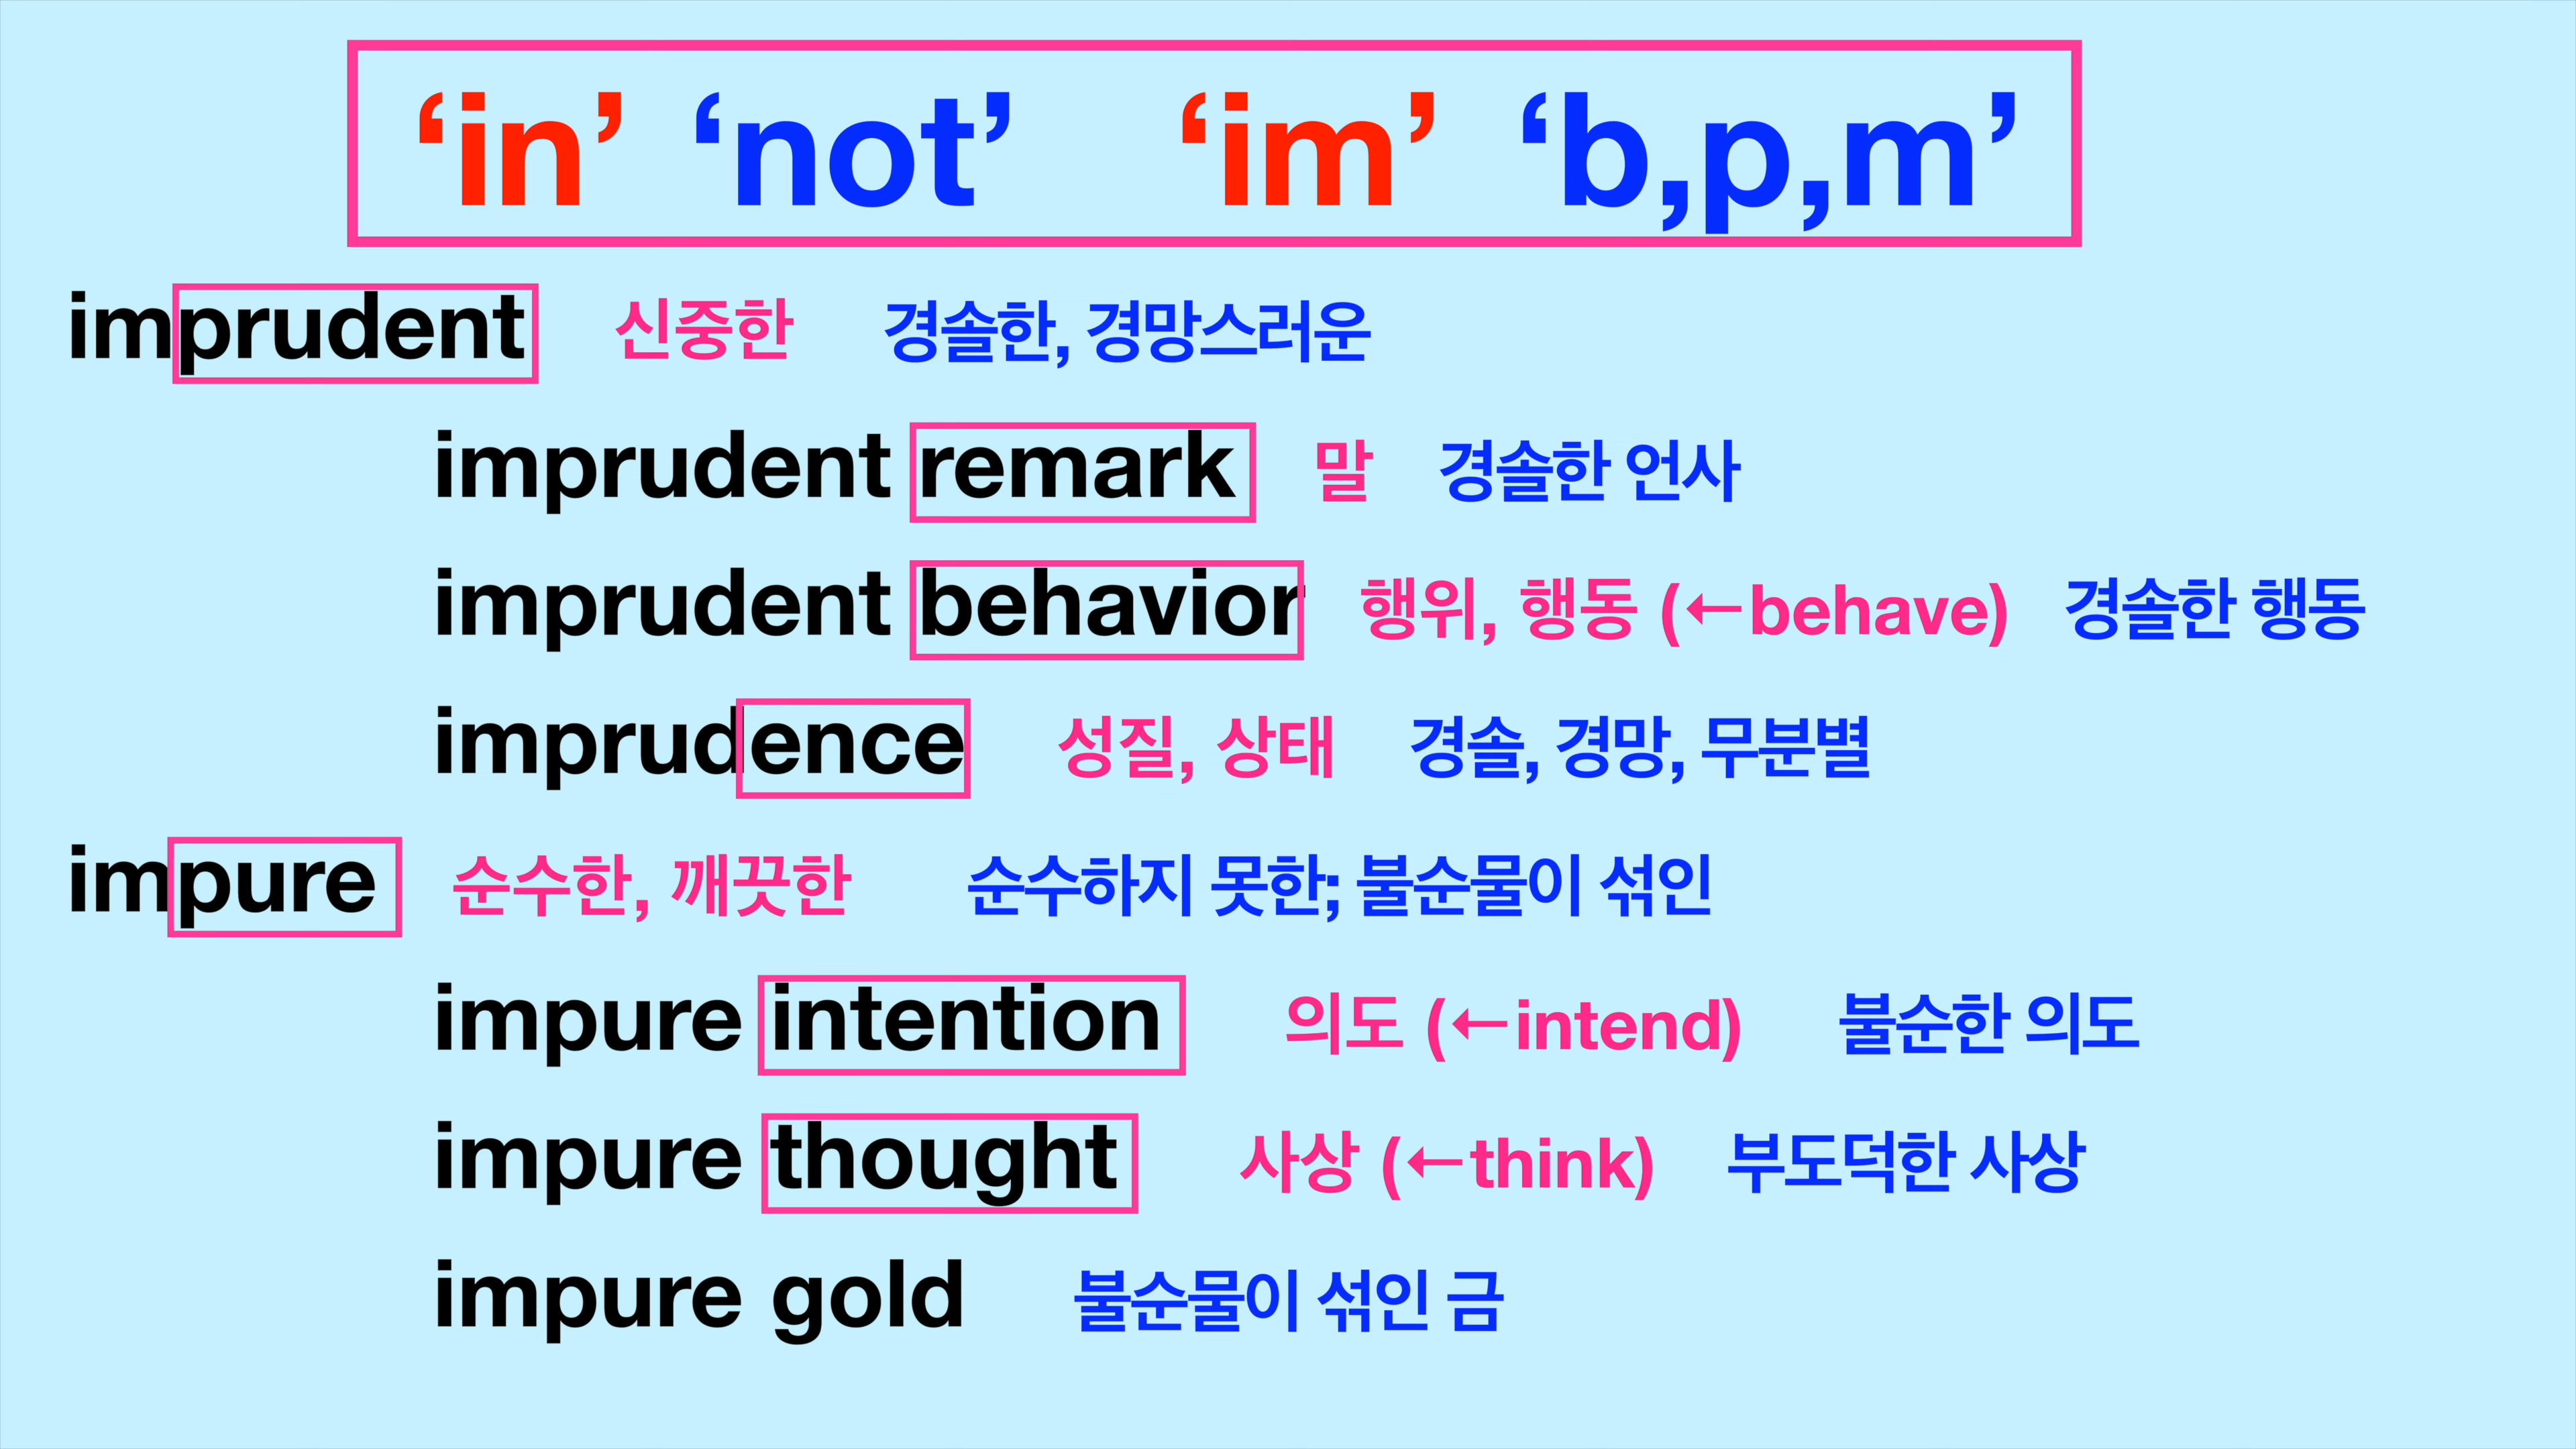 ‘in’ ‘not’ ‘im’ ‘b,p,m’
imprudent 신중한 경솔한, 경망스러운
imprudent remark 말 경솔한 언사
imprudent behavior 행위, 행동 (←behave) 경솔한 행동
imprudence 성질, 상태 경솔, 경망, 무분별
impure 순수한, 깨끗한 순수하지 못한; 불순물이 섞인
impure intention 의도 (←intend) 불순한 의도
impure thought 사상 (←think) 부도덕한 사상
impure gold 불순물이 섞인 금